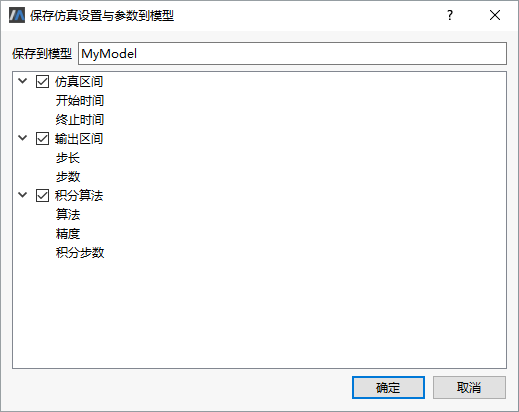 保存仿真设置与参数到模型
?
保存到模型 MyModel
仿真区间
开始时间
终止时间
输出区间
步长
步数
积分算法
算法
精度
积分步数
确定 取消